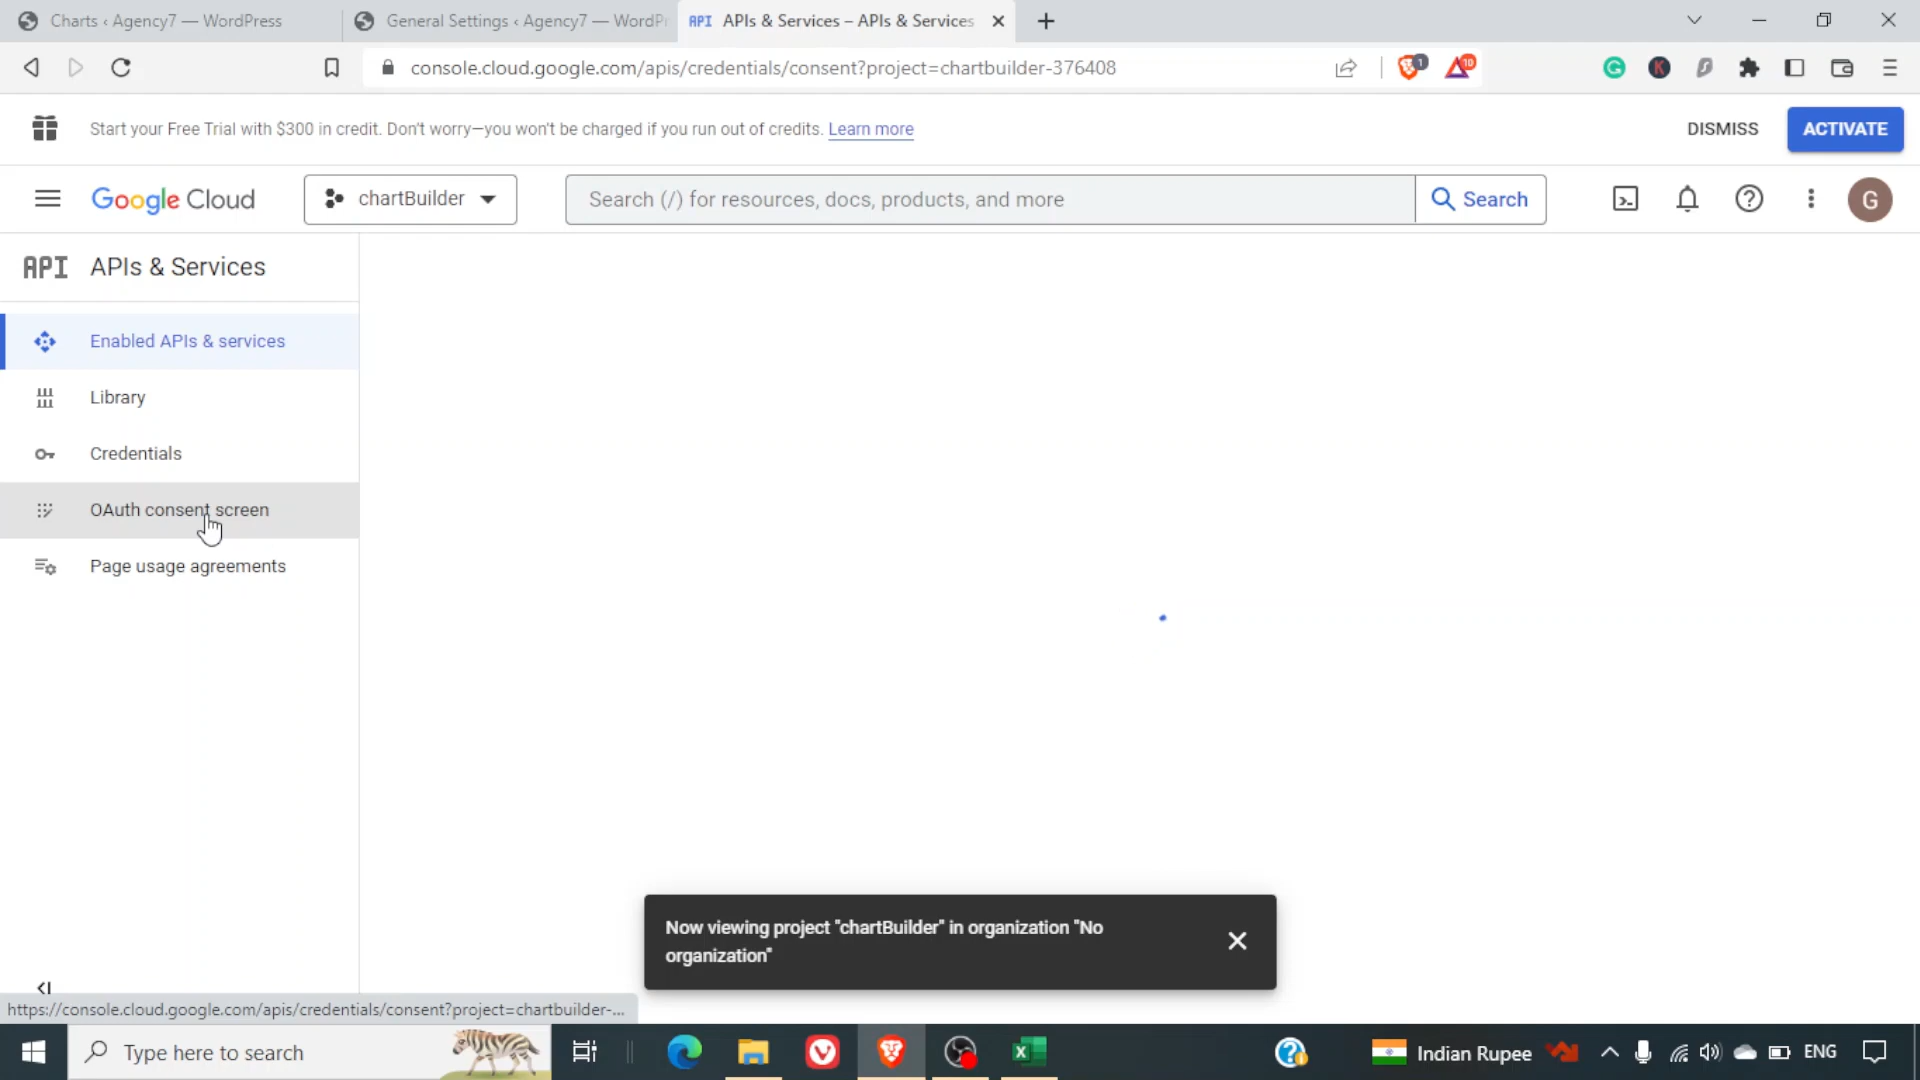 Charts ‹ Agency7 — WordPress
General Settings ‹ Agency7 — WordPr
API APIs & Services – APIs & Services
console.cloud.google.com/apis/credentials/consent?project=chartbuilder-376408
1
10
Start your Free Trial with $300 in credit. Don't worry—you won't be charged if you run out of credits. Learn more
DISMISS
ACTIVATE
Google Cloud
chartBuilder
Search (/) for resources, docs, products, and more
Search
G
API APIs & Services
Enabled APIs & services
Library
Credentials
OAuth consent screen
Page usage agreements
Now viewing project "chartBuilder" in organization "No
organization"
https://console.cloud.google.com/apis/credentials/consent?project=chartbuilder-...
Type here to search
Indian Rupee
ENG